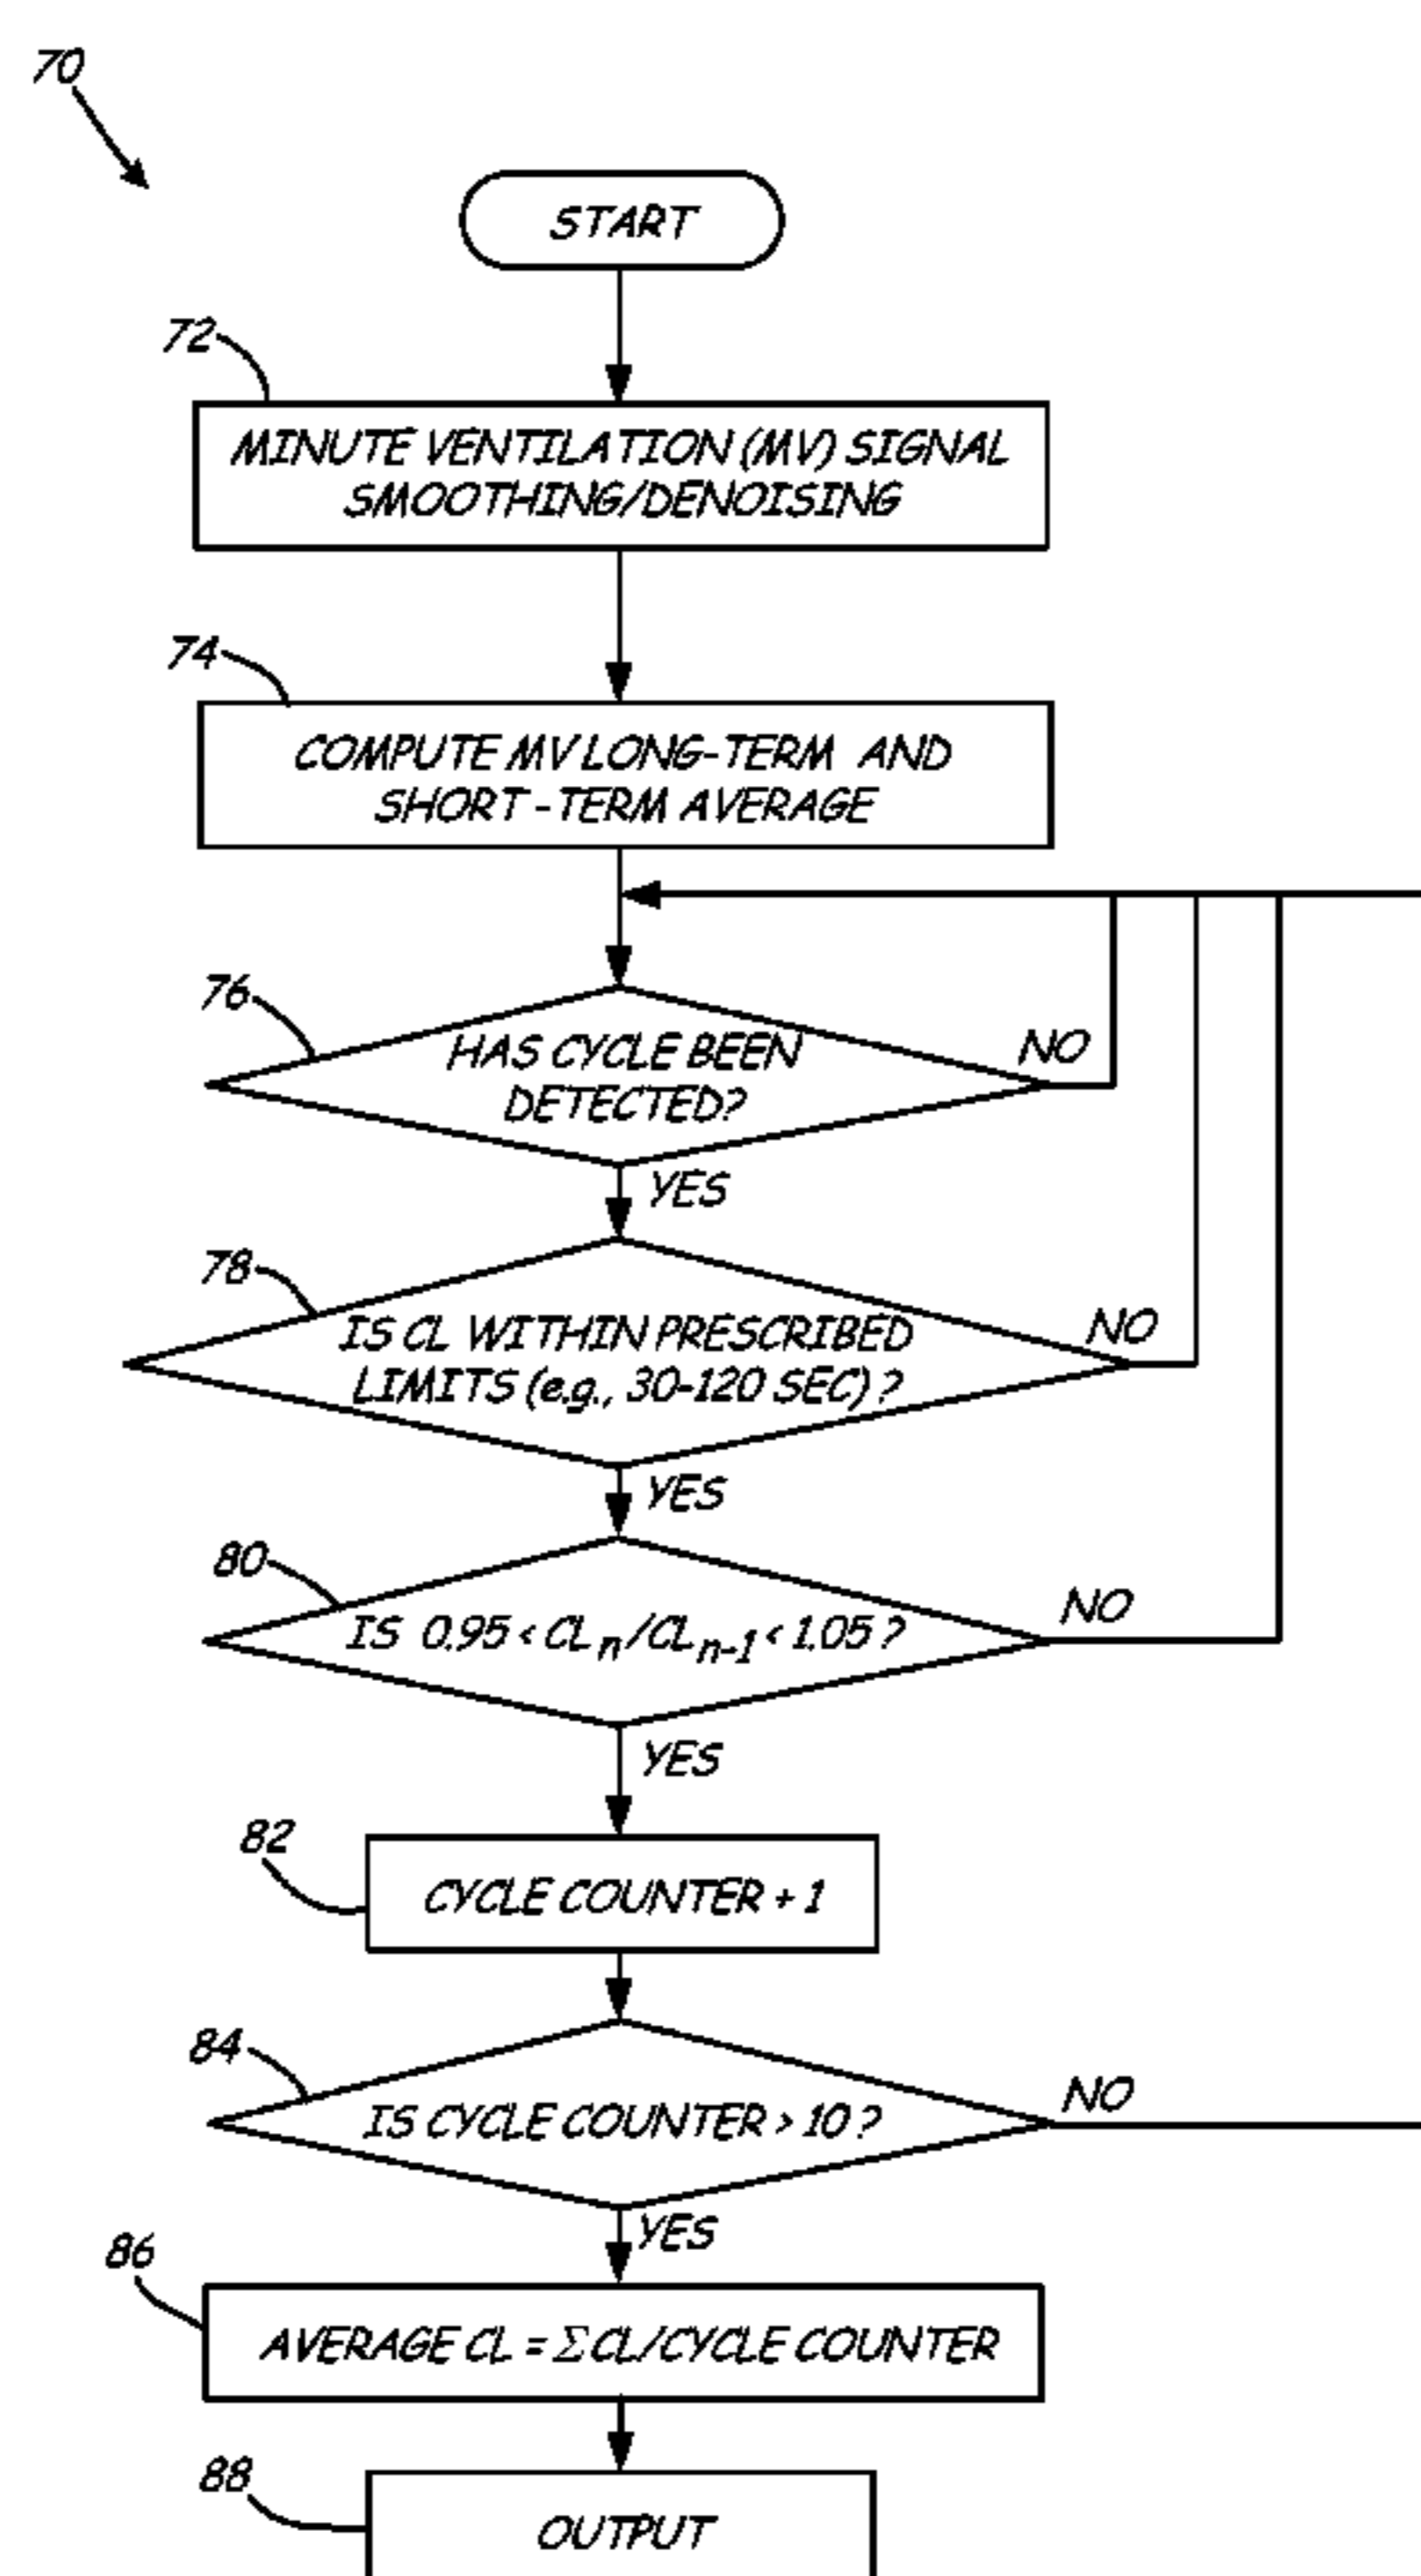 70
START
72
MINUTE VENTILATION (MV) SIGNAL
SMOOTHING/DENOISING
74
COMPUTE MV LONG-TERM AND
SHORT-TERM AVERAGE
76
HAS CYCLE BEEN
DETECTED?
NO
YES
78
IS CL WITHIN PRESCRIBED
LIMITS (e.g., 30-120 SEC)?
NO
YES
80
IS 0.95 < CLn/CLn-1 < 1.05?
NO
YES
82
CYCLE COUNTER + 1
84
IS CYCLE COUNTER > 10?
NO
YES
86
AVERAGE CL = ΣCL/CYCLE COUNTER
88
OUTPUT